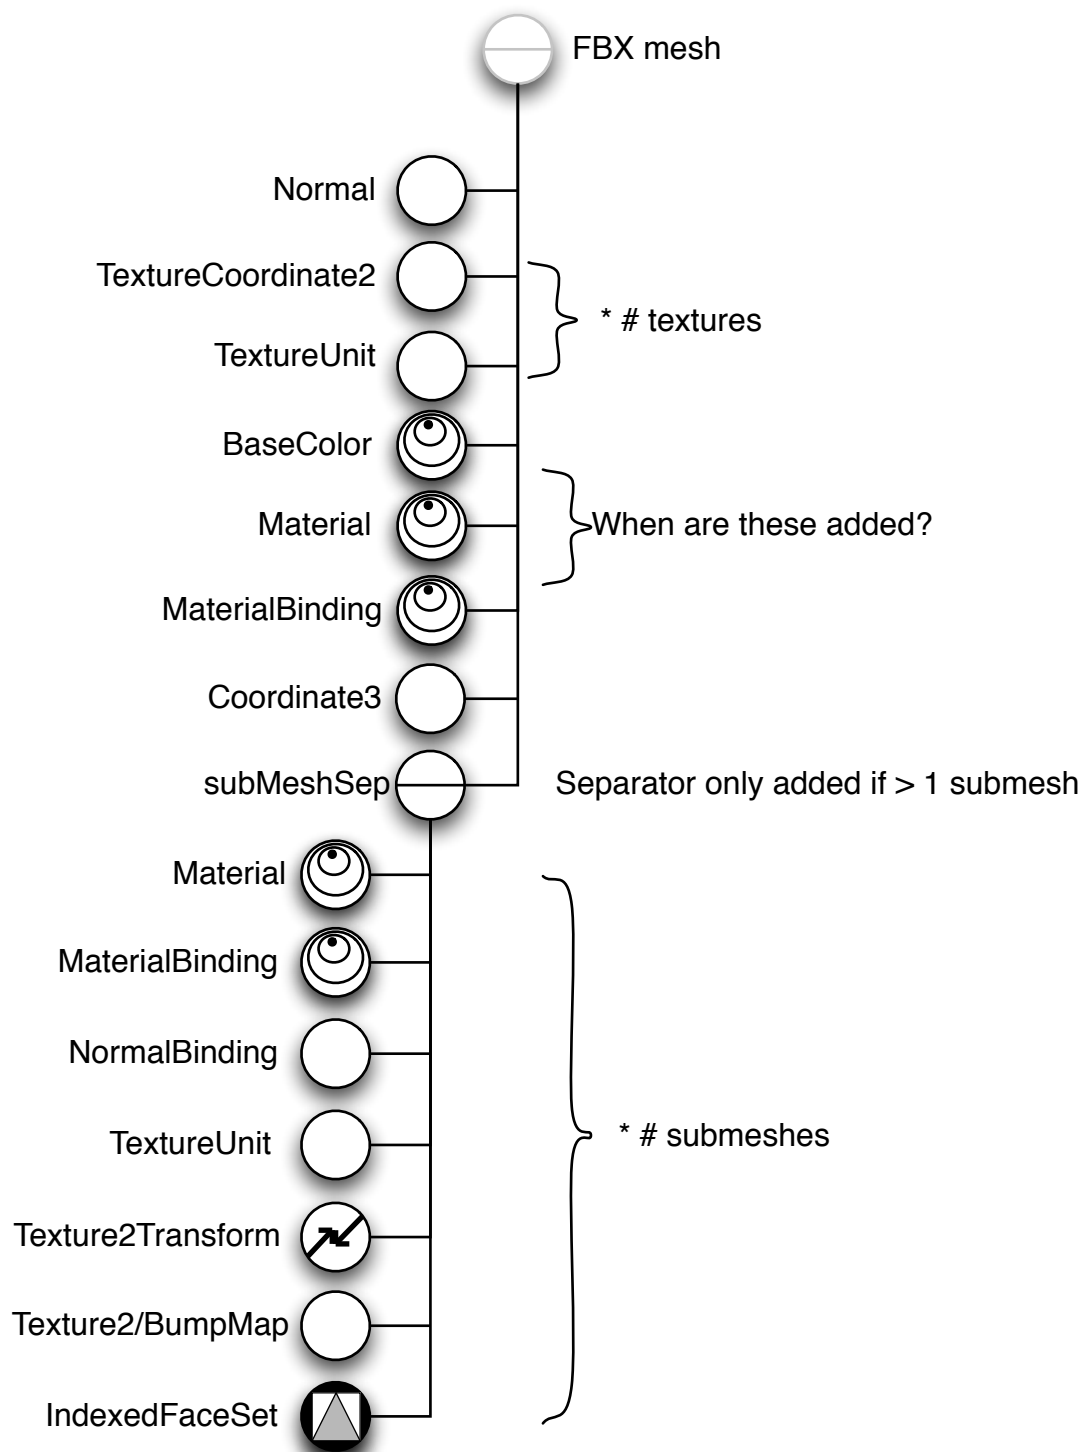 FBX mesh
Normal
TextureCoordinate2
* # textures
TextureUnit
BaseColor
Material
When are these added?
MaterialBinding
Coordinate3
subMeshSep
Separator only added if > 1 submesh
Material
MaterialBinding
NormalBinding
TextureUnit
* # submeshes
Texture2Transform
Texture2/BumpMap
IndexedFaceSet